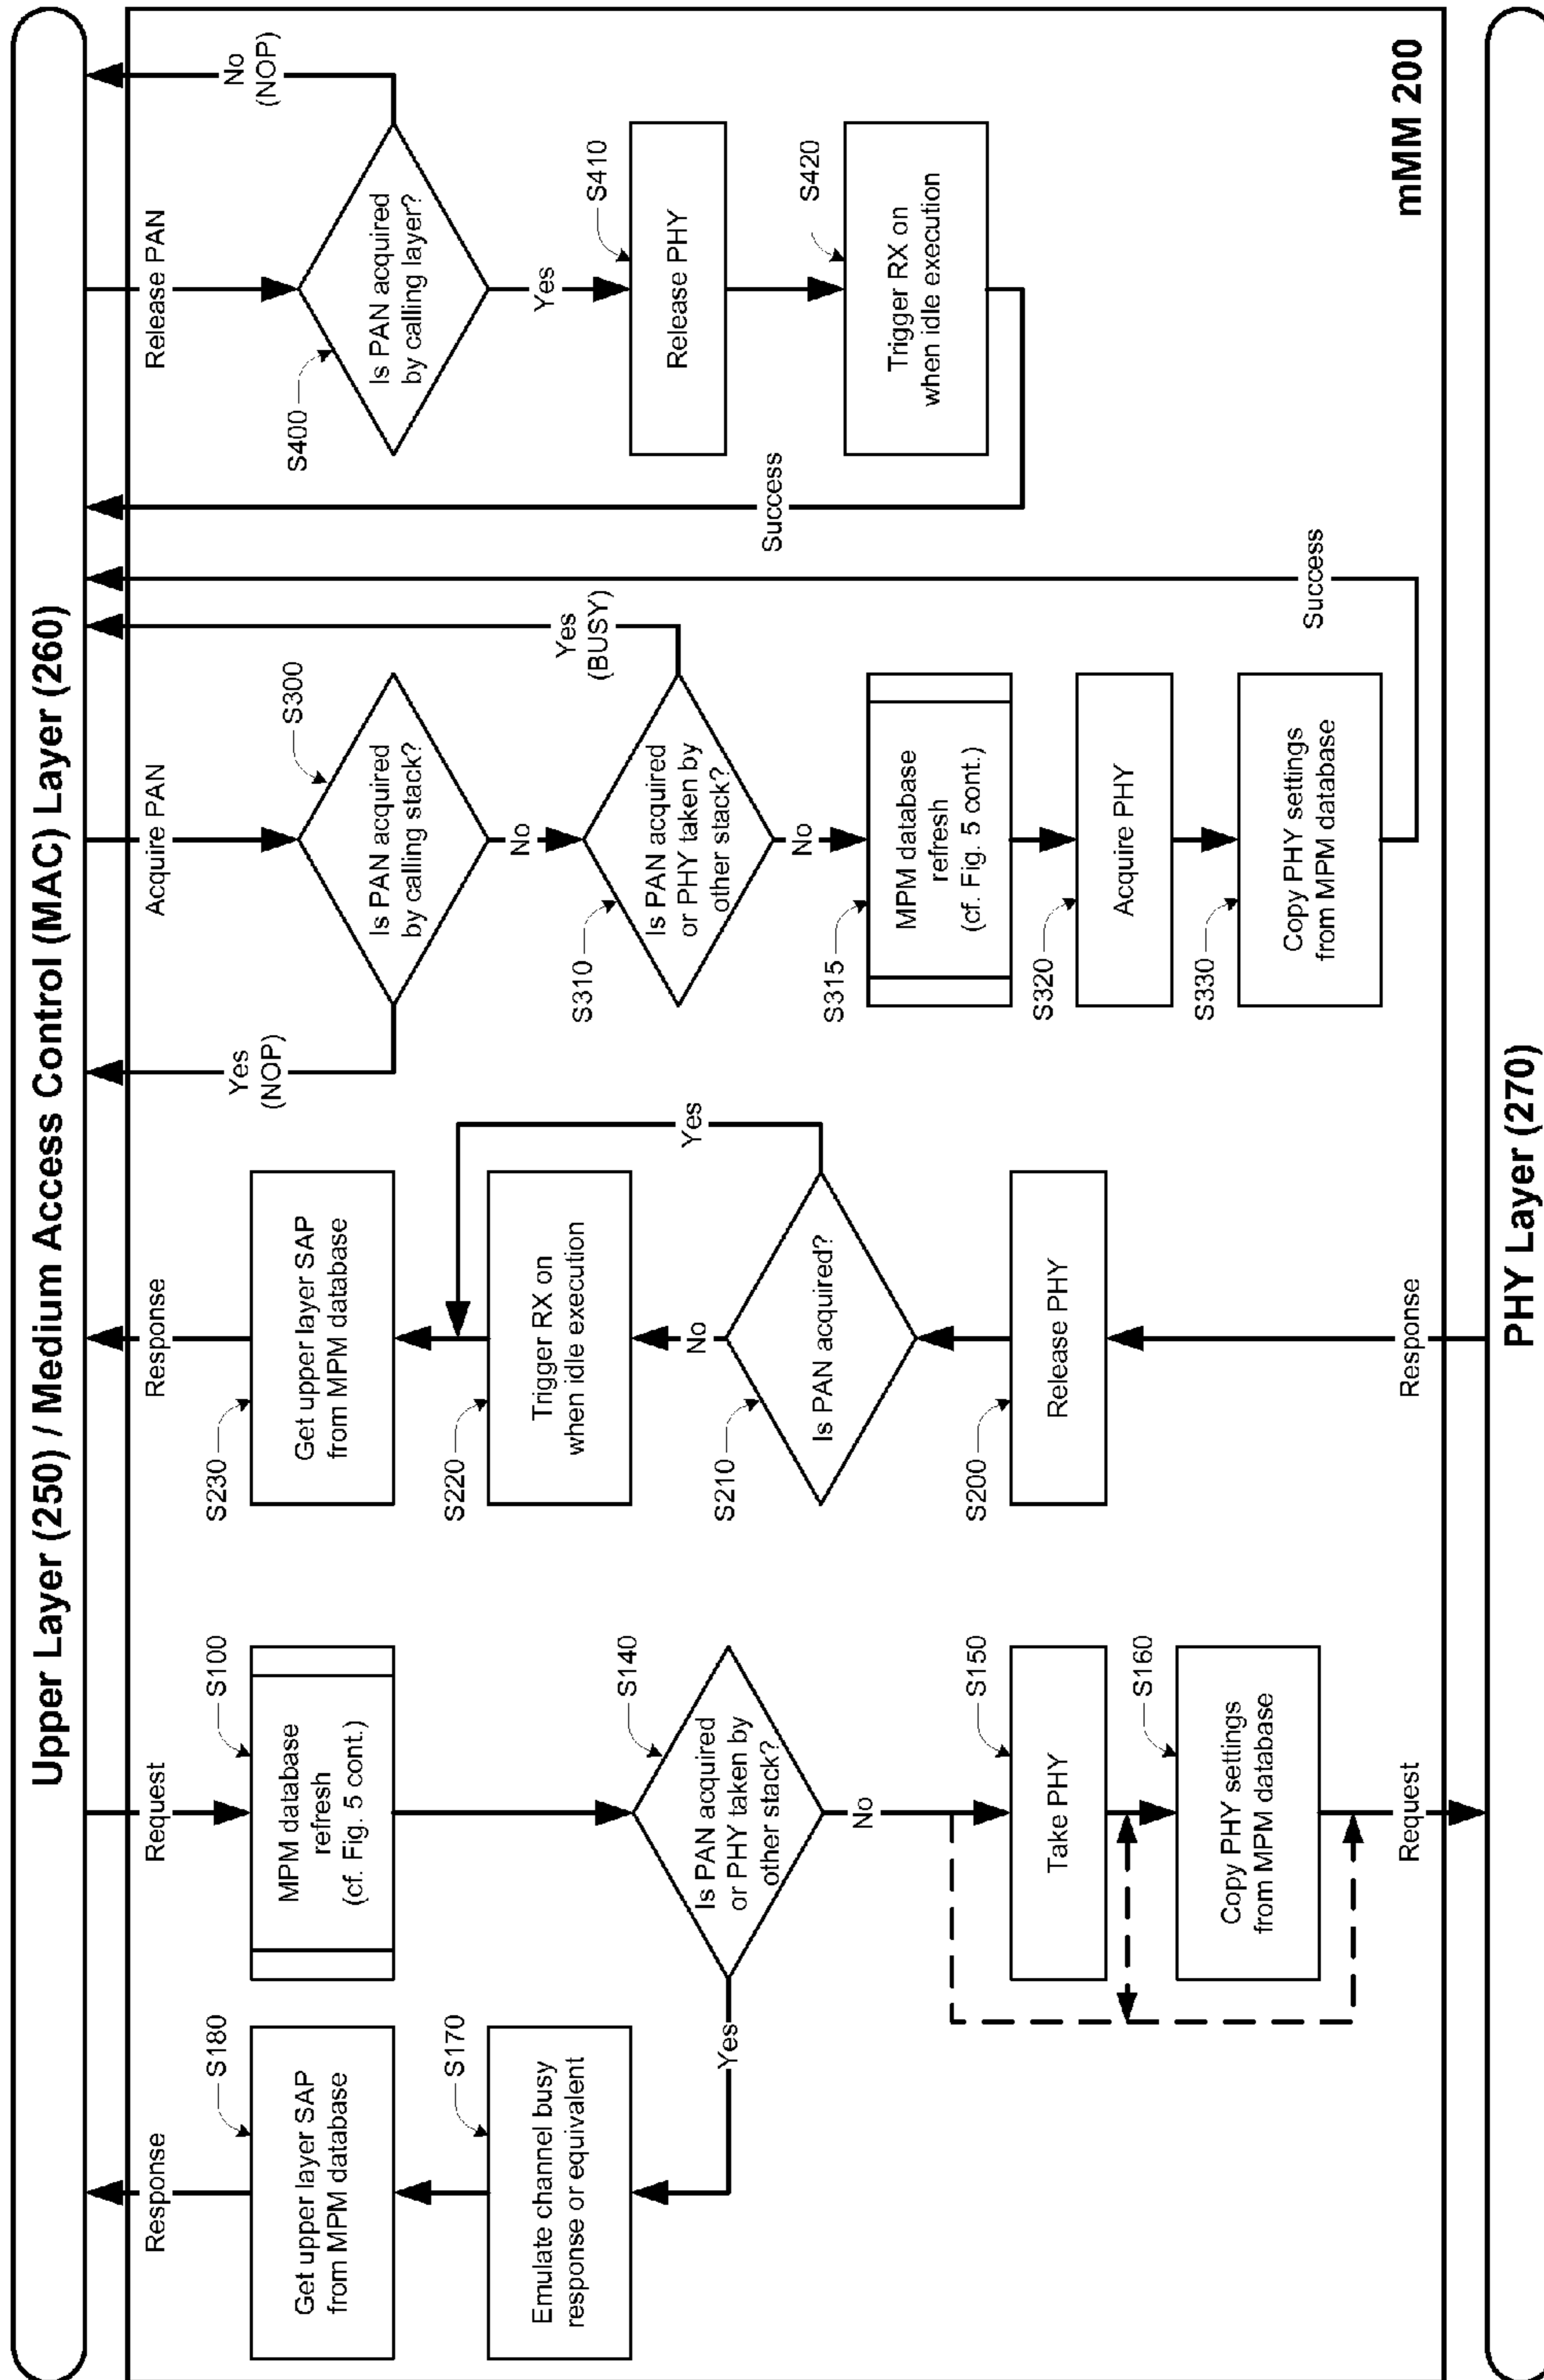 Upper Layer (250) / Medium Access Control (MAC) Layer (260)
Response
S180
Get upper layer SAP
from MPM database
S170
Emulate channel busy
response or equivalent
Yes
Request
S100
MPM database
refresh
(cf. Fig. 5 cont.)
S140
Is PAN acquired
or PHY taken by
other stack?
No
S150
Take PHY
S160
Copy PHY settings
from MPM database
Request
Response
S230
Get upper layer SAP
from MPM database
S220
Trigger RX on
when idle execution
No
Yes
S210
Is PAN acquired?
S200
Release PHY
Response
Yes
(NOP)
Acquire PAN
S300
Is PAN acquired
by calling stack?
No
Yes
(BUSY)
S310
Is PAN acquired
or PHY taken by
other stack?
No
S315
MPM database
refresh
(cf. Fig. 5 cont.)
S320
Acquire PHY
S330
Copy PHY settings
from MPM database
Success
Success
Release PAN
No
(NOP)
S400
Is PAN acquired
by calling layer?
Yes
S410
Release PHY
S420
Trigger RX on
when idle execution
mMM 200
PHY Layer (270)